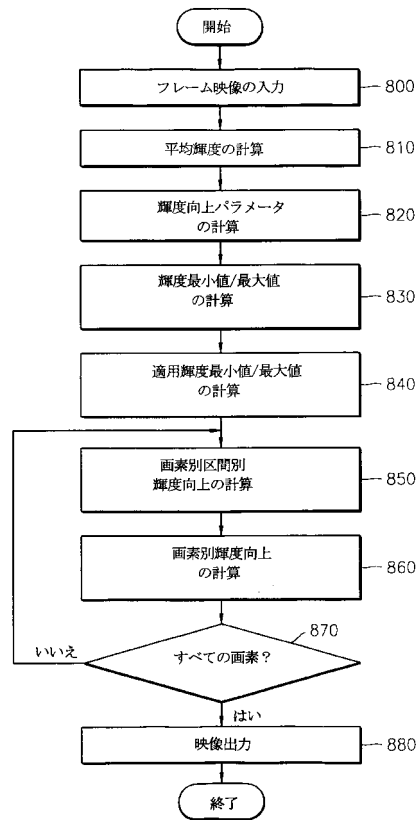 開始
フレーム映像の入力
800
平均輝度の計算
810
輝度向上パラメータ
の計算
820
輝度最小値/最大値
の計算
830
適用輝度最小値/最大値
の計算
840
画素別区間別
輝度向上の計算
850
画素別輝度向上
の計算
860
870
すべての画素?
いいえ
はい
映像出力
880
終了